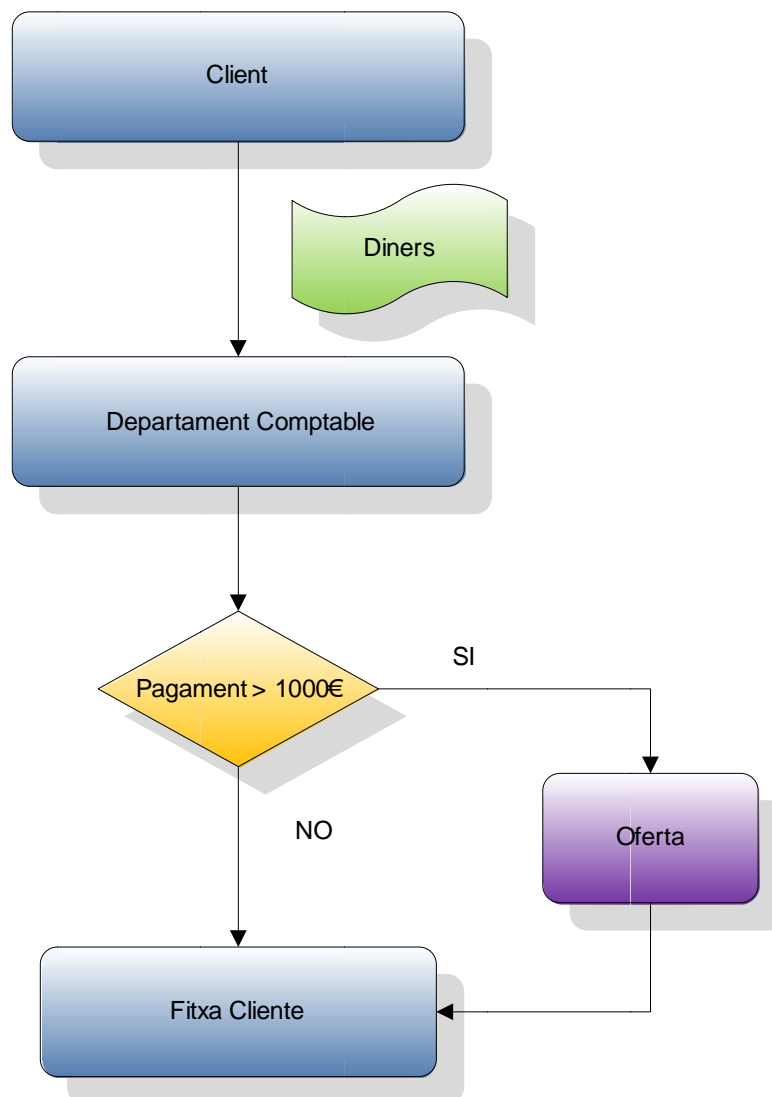 Client
Diners
Departament Comptable
Pagament > 1000€
SI
NO
Oferta
Fitxa Cliente